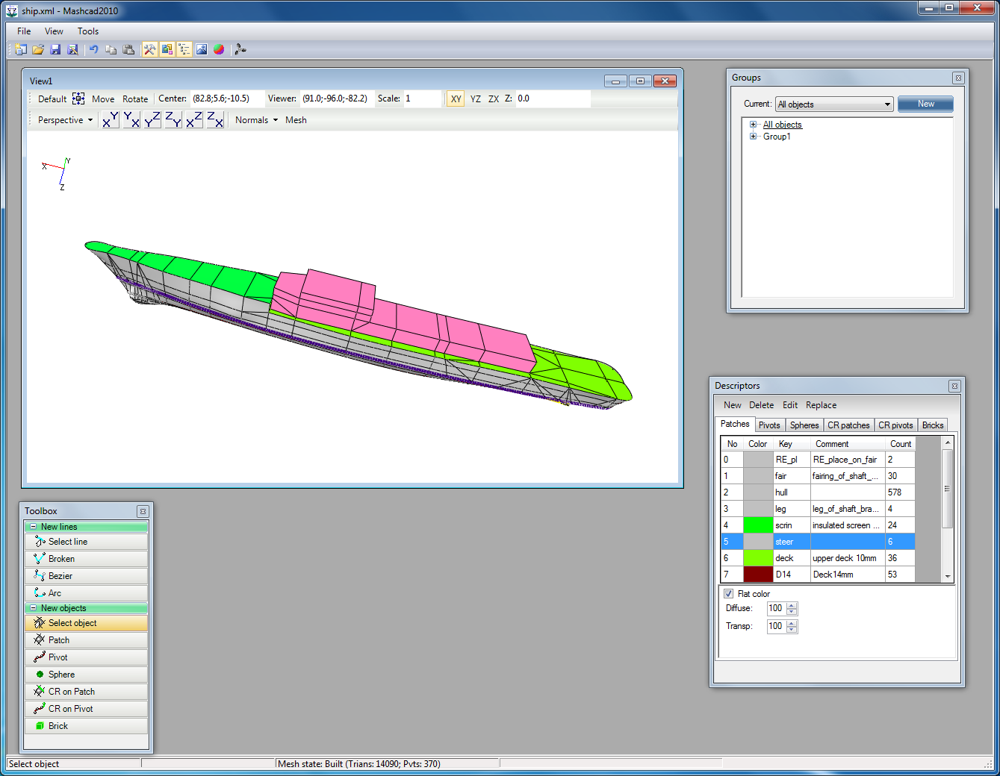 ship.xml - Mashcad2010
File View Tools
View1
Default Move Rotate Center: (82.8;5.6;-10.5) Viewer: (91.0;-96.0;-82.2) Scale: 1 XY YZ ZX Z: 0.0
Perspective XY YX YZ ZY XZ ZX Normals Mesh
X Y
Z
Groups
Current: All objects New
All objects
Group1
Descriptors
New Delete Edit Replace
Patches Pivots Spheres CR patches CR pivots Bricks
No Color Key Comment Count
0 RE_pl RE_place_on_fair 2
1 fair fairing_of_shaft_... 30
2 hull 578
3 leg leg_of_shaft_bra... 4
4 scrin insulated screen ... 24
5 steer 6
6 deck upper deck 10mm 36
7 D14 Deck14mm 53
Flat color
Diffuse: 100
Transp: 100
Toolbox
New lines
Select line
Broken
Bezier
Arc
New objects
Select object
Patch
Pivot
Sphere
CR on Patch
CR on Pivot
Brick
Select object Mesh state: Built (Trians: 14090; Pvts: 370)